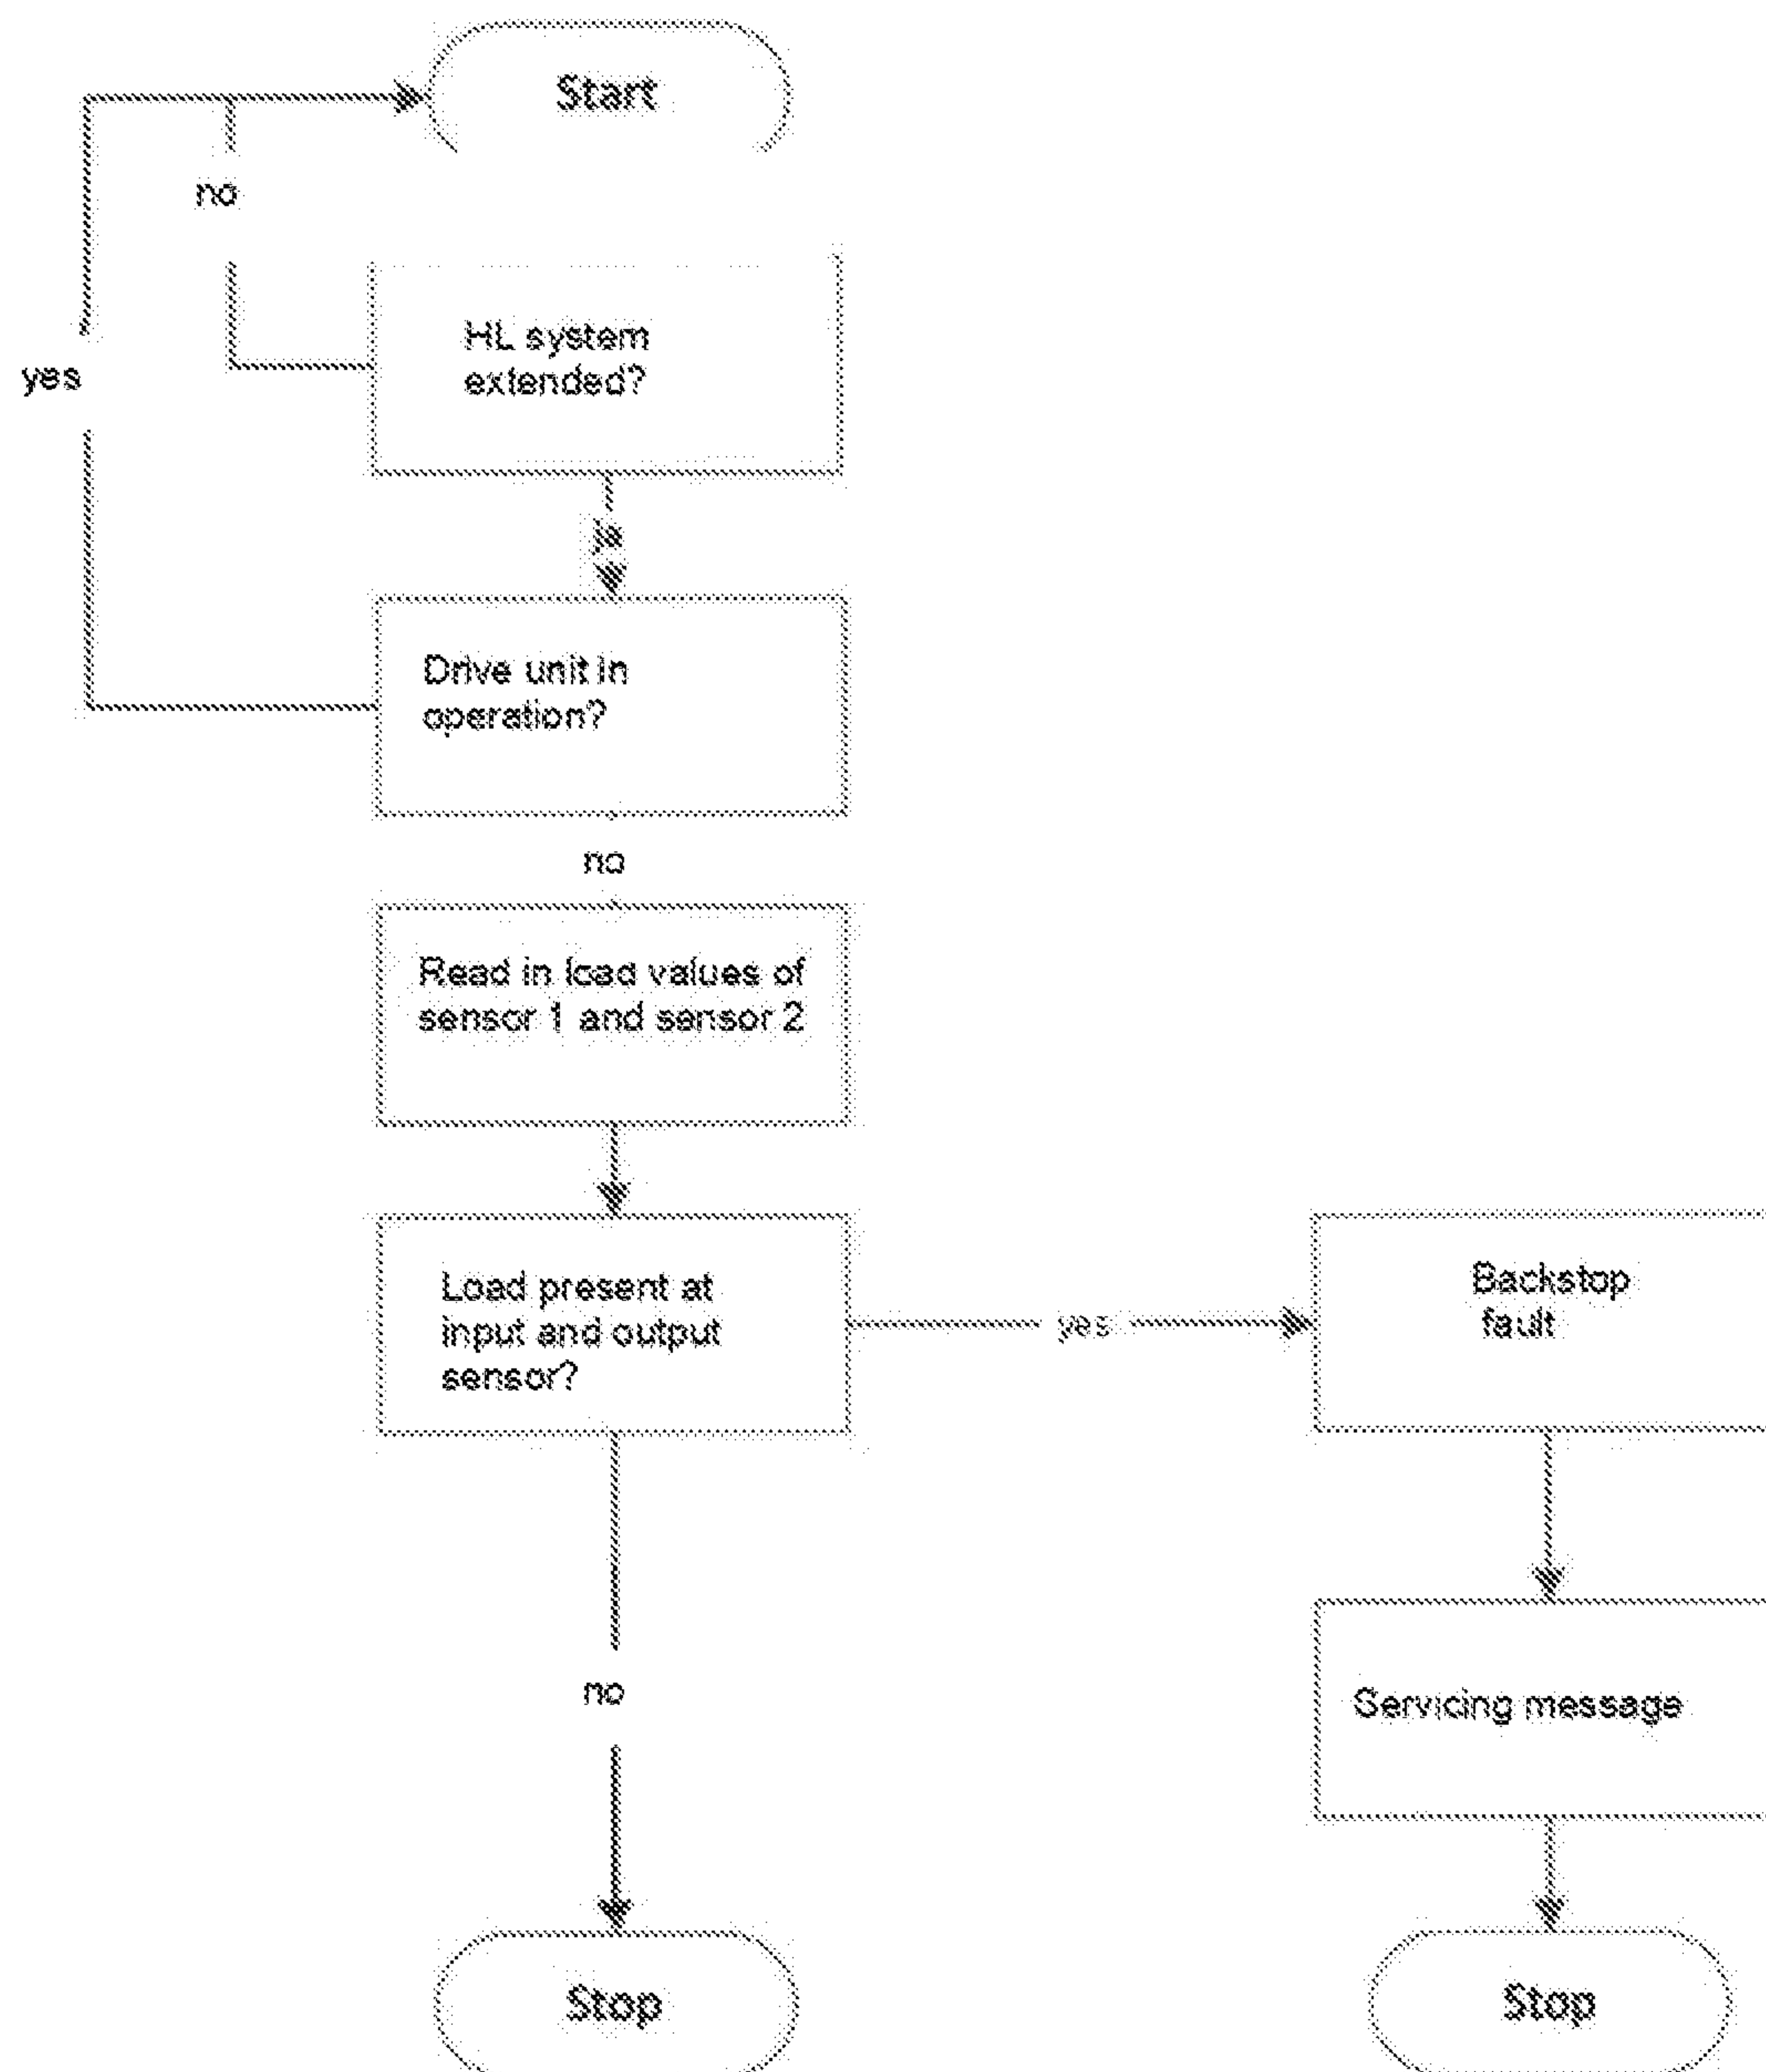 Start
no
yes
HL system
extended?
ja
Drive unit in
operation?
no
Read in load values of
sensor 1 and sensor 2
Load present at
input and output
sensor?
yes
Backstop
fault
no
Servicing message
Stop
Stop